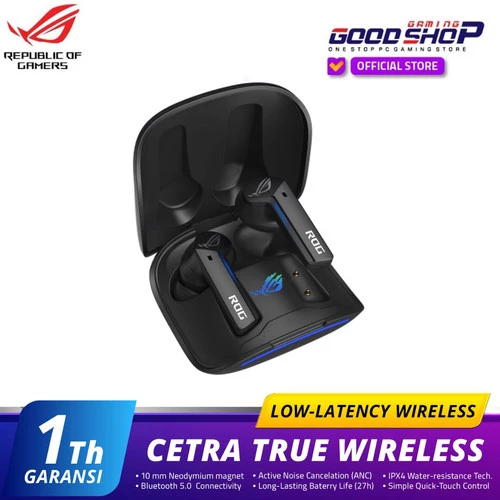 REPUBLIC OF
GAMERS
GAMING
GOODSHOP
ONE STOP PC GAMING STORE
OFFICIAL STORE
ROG
ROG
LOW-LATENCY WIRELESS
1Th
GARANSI
CETRA TRUE WIRELESS
• 10 mm Neodymium magnet • Active Noise Cancelation (ANC) • IPX4 Water-resistance Tech.
• Bluetooth 5.0 Connectivity • Long-Lasting Baterry Life (27h) • Simple Quick-Touch Control